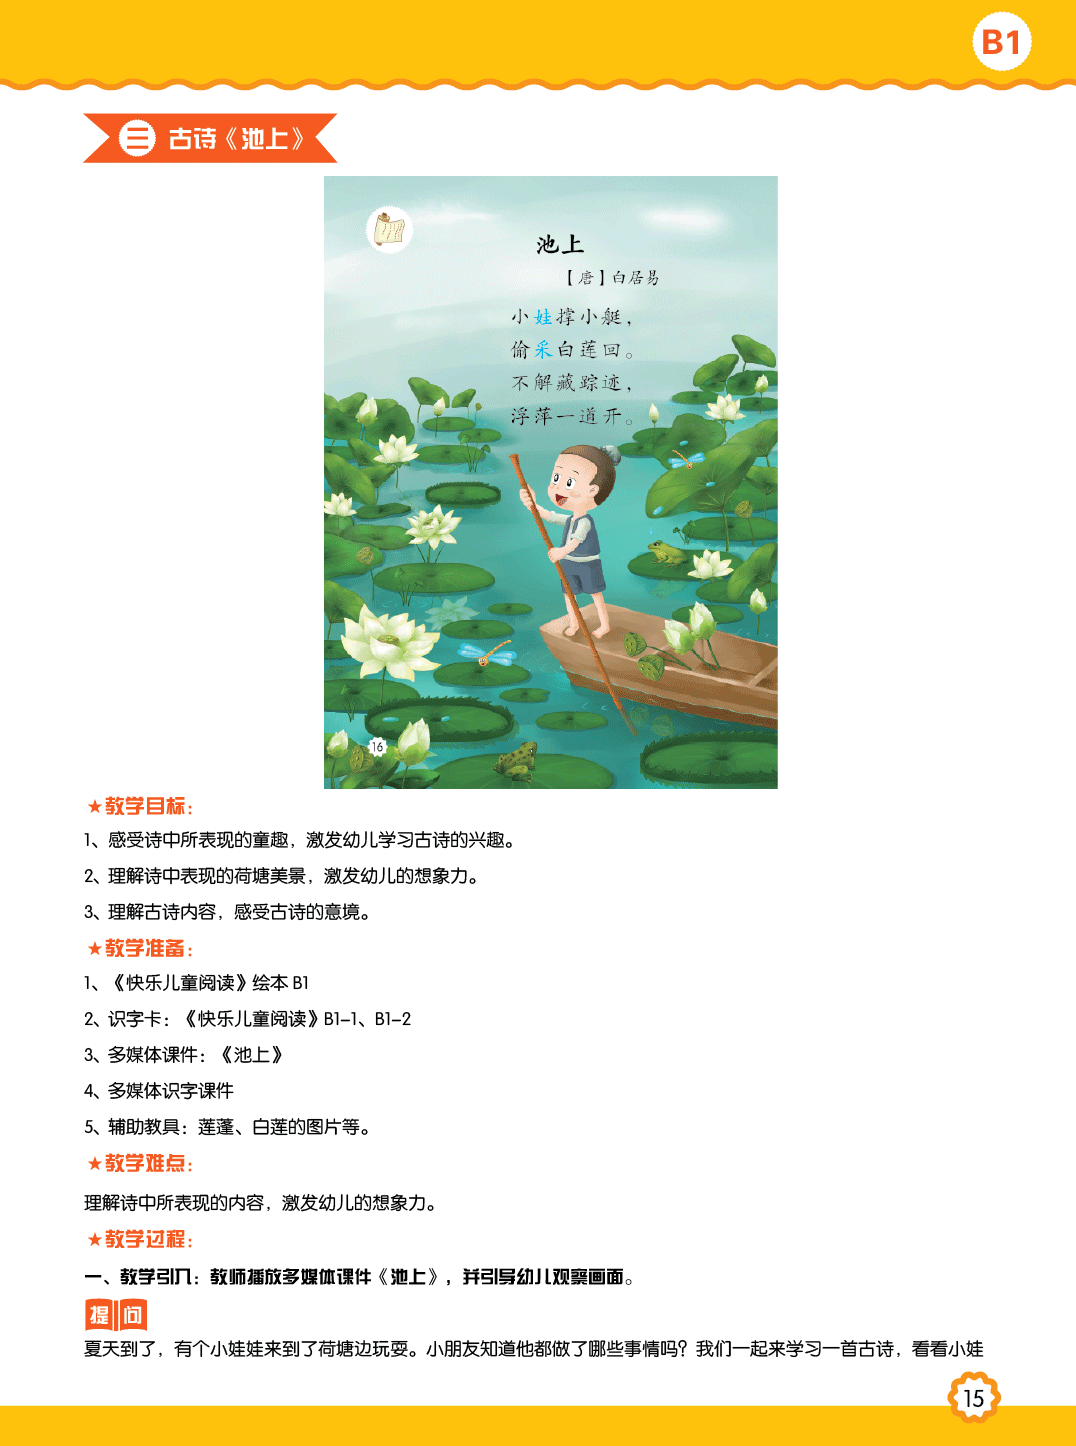 B1
三 古诗《池上》
池上
【唐】白居易
小娃撑小艇，
偷采白莲回。
不解藏踪迹，
浮萍一道开。
16
★教学目标：
1、感受诗中所表现的童趣，激发幼儿学习古诗的兴趣。
2、理解诗中表现的荷塘美景，激发幼儿的想象力。
3、理解古诗内容，感受古诗的意境。
★教学准备：
1、《快乐儿童阅读》绘本 B1
2、识字卡：《快乐儿童阅读》B1-1、B1-2
3、多媒体课件：《池上》
4、多媒体识字课件
5、辅助教具：莲蓬、白莲的图片等。
★教学难点：
理解诗中所表现的内容，激发幼儿的想象力。
★教学过程：
一、教学引入：教师播放多媒体课件《池上》，并引导幼儿观察画面。
提问
夏天到了，有个小娃娃来到了荷塘边玩耍。小朋友知道他都做了哪些事情吗？我们一起来学习一首古诗，看看小娃
15